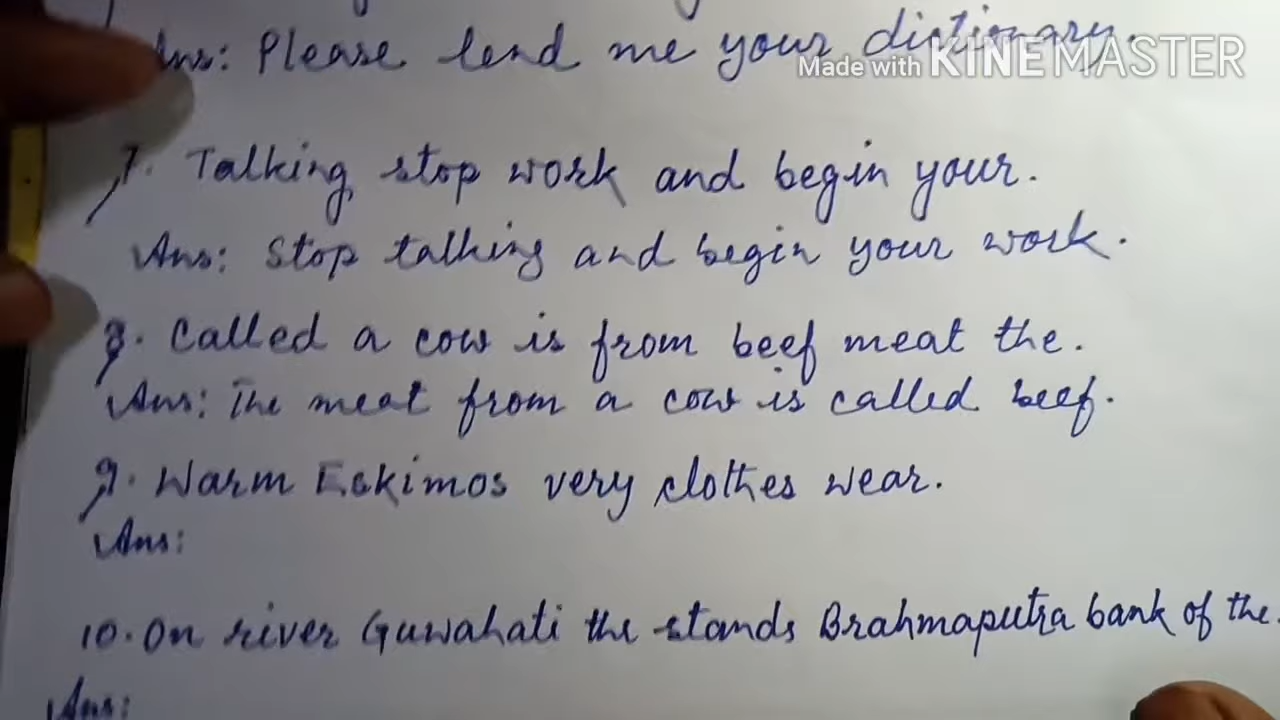 Ans: Please lend me your dictionary.
Made with KINEMASTER
7. Talking stop work and begin your.
Ans: Stop talking and begin your work.
8. Called a cow is from beef meat the.
Ans: The meat from a cow is called beef.
9. Warm Eskimos very clothes wear.
Ans:
10. On river Guwahati the stands Brahmaputra bank of the.
Ans: